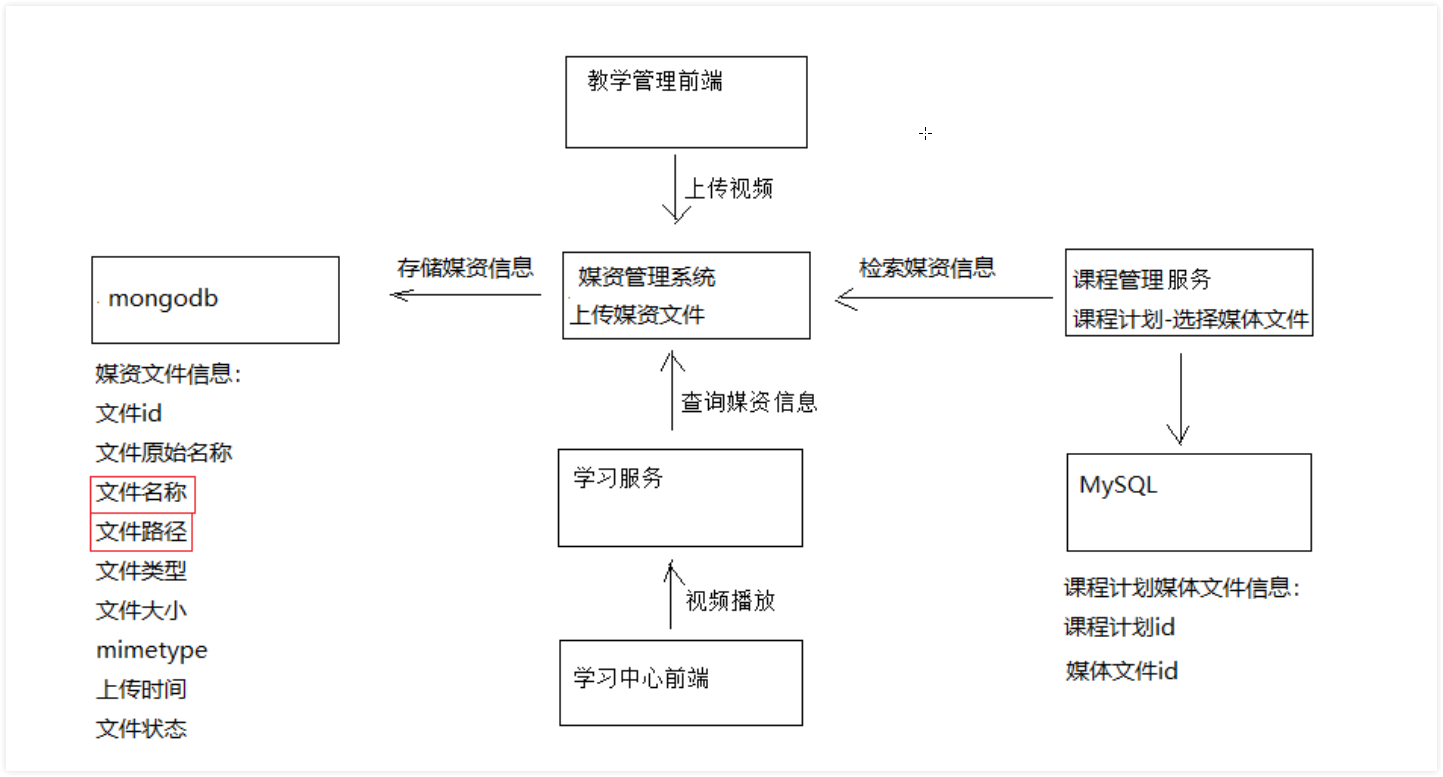 教学管理前端
上传视频
存储媒资信息
检索媒资信息
mongodb
媒资管理系统
上传媒资文件
课程管理服务
课程计划-选择媒体文件
媒资文件信息：
文件id
文件原始名称
文件名称
文件路径
文件类型
文件大小
mimetype
上传时间
文件状态
查询媒资信息
学习服务
视频播放
学习中心前端
MySQL
课程计划媒体文件信息：
课程计划id
媒体文件id